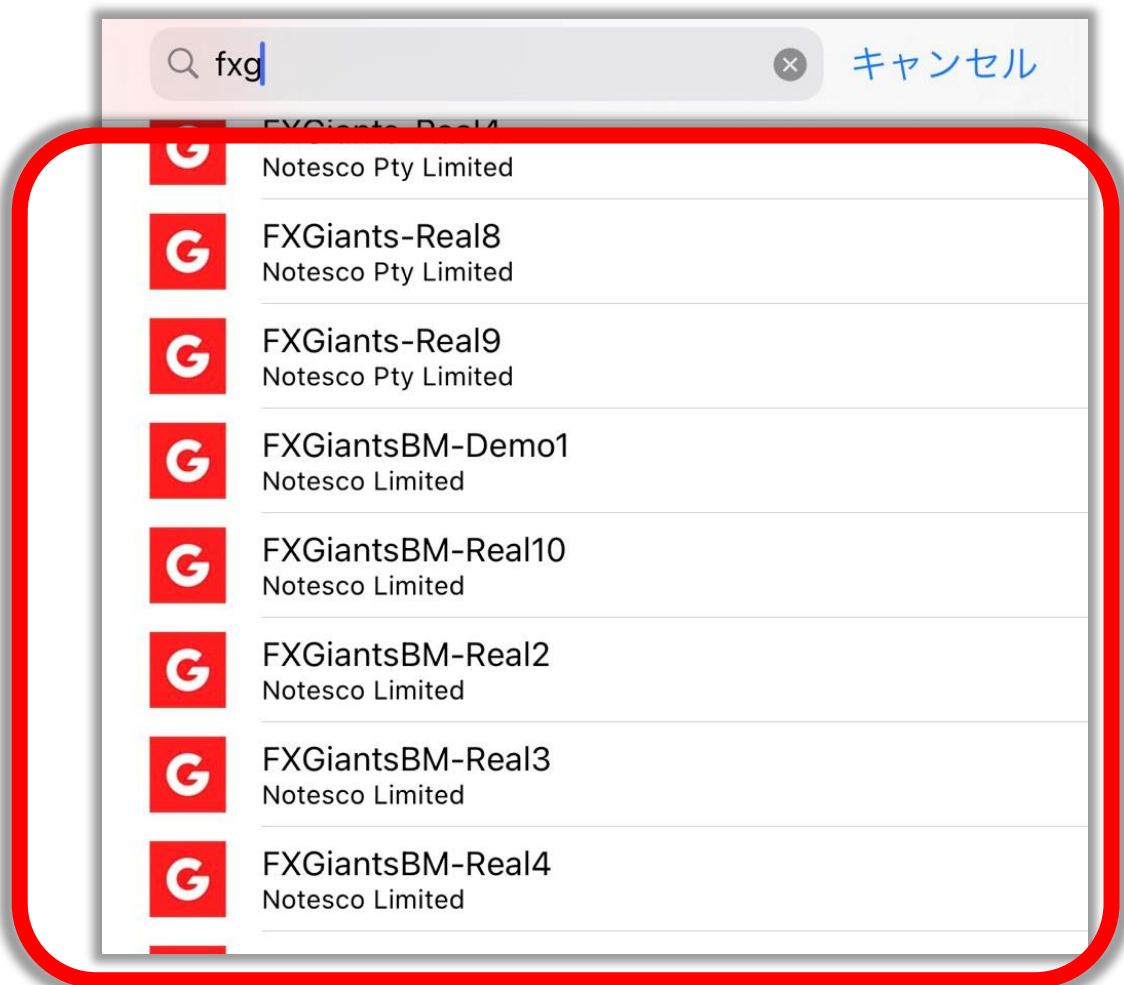 fxg キャンセル
FXGiants-Real4
Notesco Pty Limited
FXGiants-Real8
Notesco Pty Limited
FXGiants-Real9
Notesco Pty Limited
FXGiantsBM-Demo1
Notesco Limited
FXGiantsBM-Real10
Notesco Limited
FXGiantsBM-Real2
Notesco Limited
FXGiantsBM-Real3
Notesco Limited
FXGiantsBM-Real4
Notesco Limited